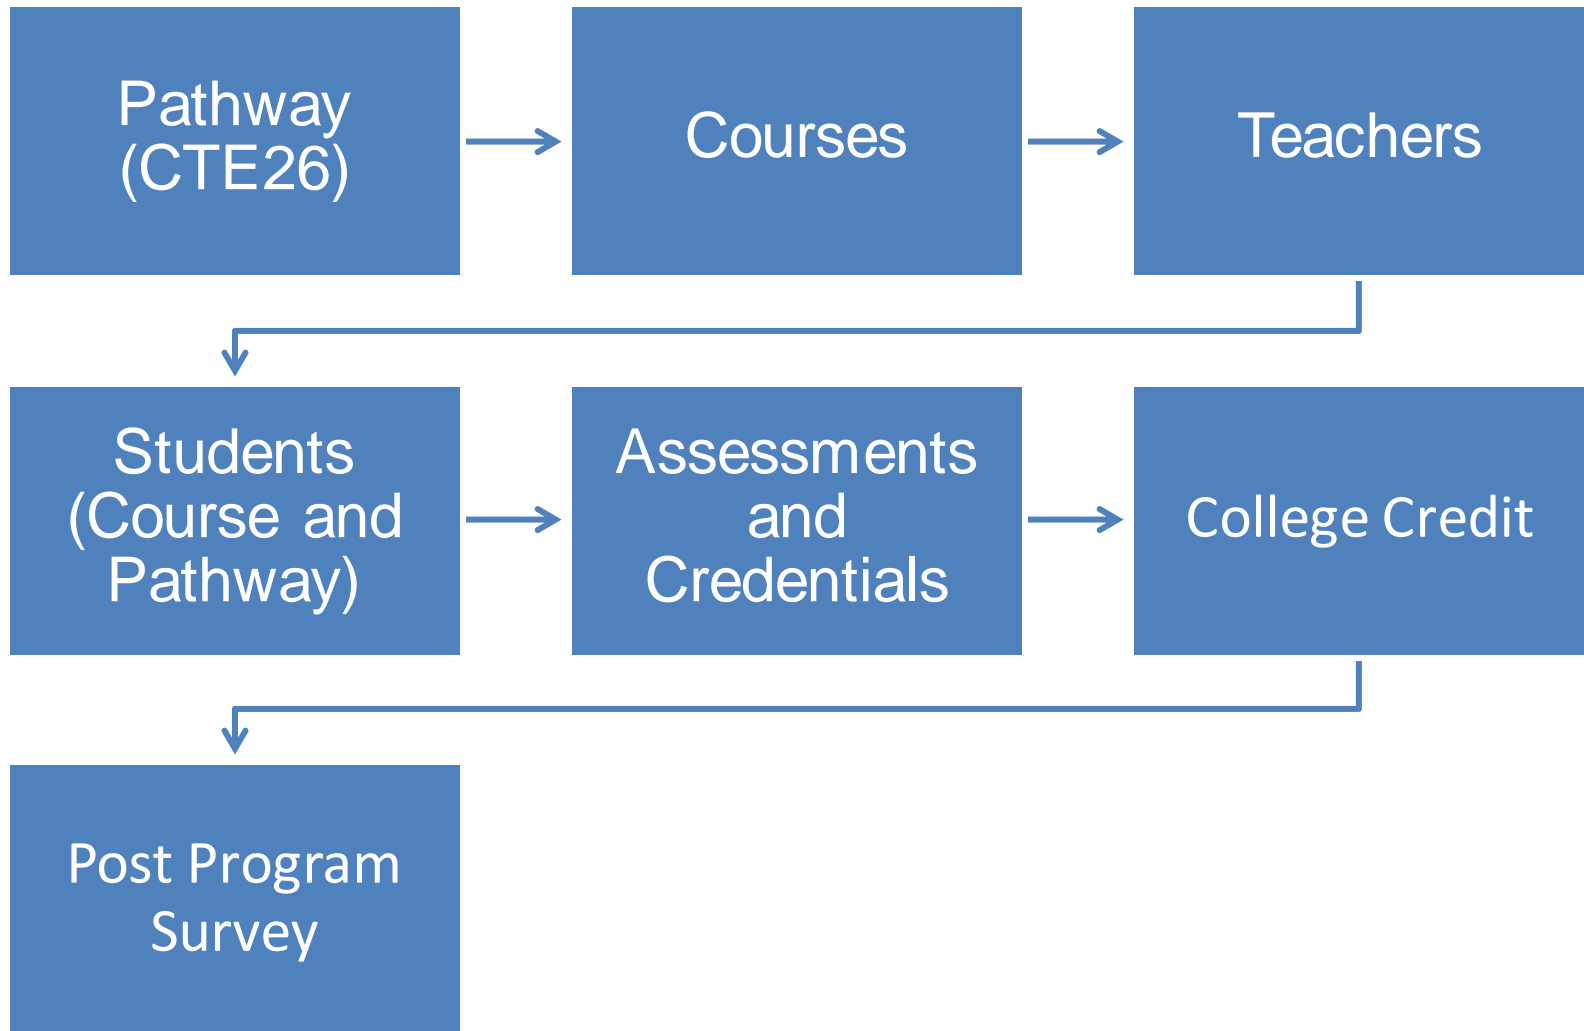 Pathway
(CTE26)
Courses
Teachers
Students
(Course and
Pathway)
Assessments
and
Credentials
College Credit
Post Program
Survey